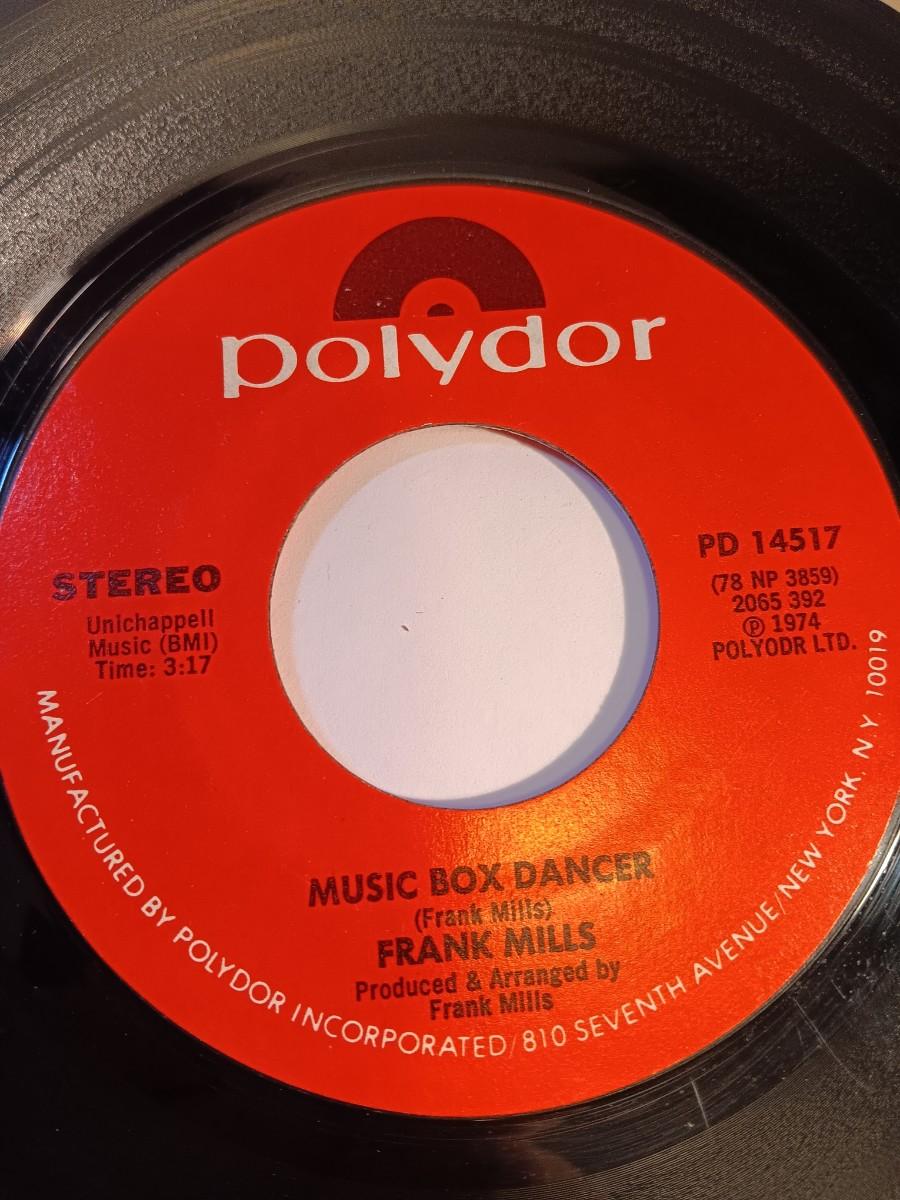 polydor
STEREO
Unichappell
Music (BMI)
Time: 3:17
PD 14517
(78 NP 3859)
2065 392
Ⓟ 1974
POLYODR LTD.
MUSIC BOX DANCER
(Frank Mills)
FRANK MILLS
Produced & Arranged by
Frank Mills
MANUFACTURED BY POLYDOR INCORPORATED/810 SEVENTH AVENUE/NEW YORK, N.Y 10019